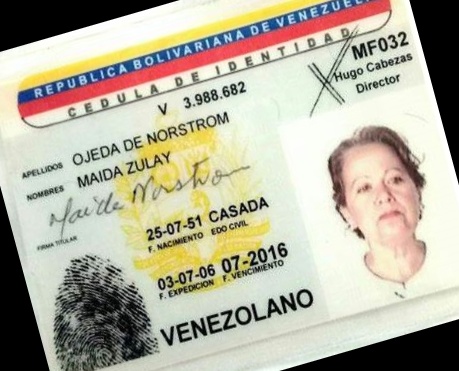 REPUBLICA BOLIVARIANA DE VENEZUELA
CEDULA DE IDENTIDAD
V 3.988.682
MF032
Hugo Cabezas
Director
APELLIDOS OJEDA DE NORSTROM
NOMBRES MAIDA ZULAY
Maida Norstrom
FIRMA TITULAR
25-07-51 CASADA
F. NACIMIENTO EDO CIVIL
03-07-06 07-2016
F. EXPEDICION F. VENCIMIENTO
VENEZOLANO